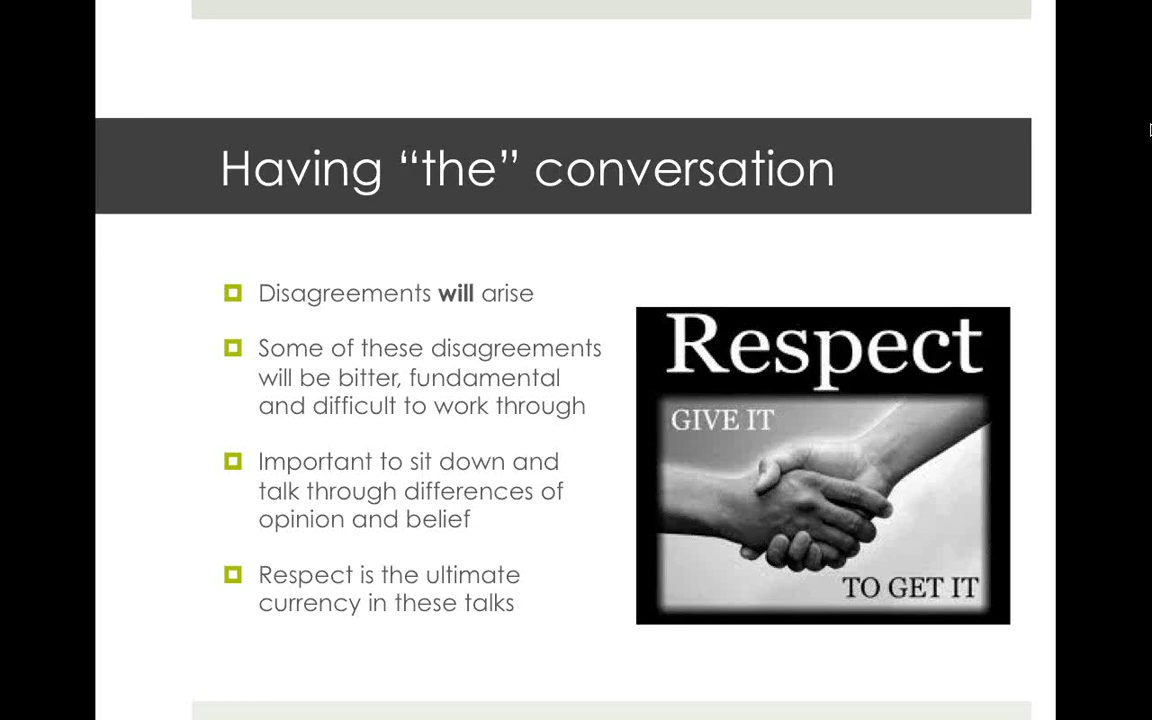 Having “the” conversation
Disagreements will arise
Some of these disagreements
will be bitter, fundamental
and difficult to work through
Important to sit down and
talk through differences of
opinion and belief
Respect is the ultimate
currency in these talks
Respect
GIVE IT
TO GET IT